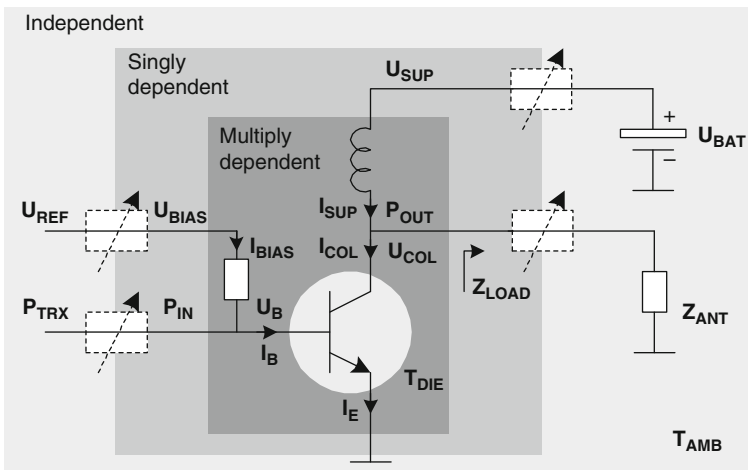 Independent
Singly
dependent
U_SUP
Multiply
dependent
+
U_BAT
−
U_REF
U_BIAS
I_SUP
P_OUT
I_BIAS
I_COL
U_COL
Z_LOAD
P_TRX
P_IN
U_B
Z_ANT
I_B
T_DIE
I_E
T_AMB